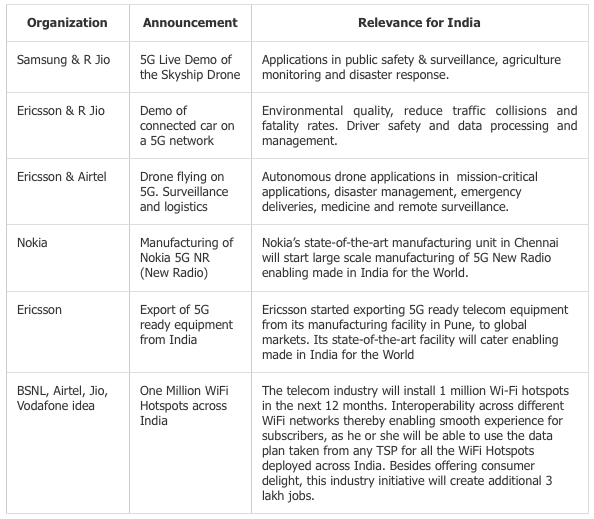 Organization
Announcement
Relevance for India
Samsung & R Jio
5G Live Demo of
the Skyship Drone
Applications in public safety & surveillance, agriculture
monitoring and disaster response.
Ericsson & R Jio
Demo of
connected car on
a 5G network
Environmental quality, reduce traffic collisions and
fatality rates. Driver safety and data processing and
management.
Ericsson & Airtel
Drone flying on
5G. Surveillance
and logistics
Autonomous drone applications in mission-critical
applications, disaster management, emergency
deliveries, medicine and remote surveillance.
Nokia
Manufacturing of
Nokia 5G NR
(New Radio)
Nokia's state-of-the-art manufacturing unit in Chennai
will start large scale manufacturing of 5G New Radio
enabling made in India for the World.
Ericsson
Export of 5G
ready equipment
from India
Ericsson started exporting 5G ready telecom equipment
from its manufacturing facility in Pune, to global
markets. Its state-of-the-art facility will cater enabling
made in India for the World
BSNL, Airtel, Jio,
Vodafone idea
One Million WiFi
Hotspots across
India
The telecom industry will install 1 million Wi-Fi hotspots
in the next 12 months. Interoperability across different
WiFi networks thereby enabling smooth experience for
subscribers, as he or she will be able to use the data
plan taken from any TSP for all the WiFi Hotspots
deployed across India. Besides offering consumer
delight, this industry initiative will create additional 3
lakh jobs.